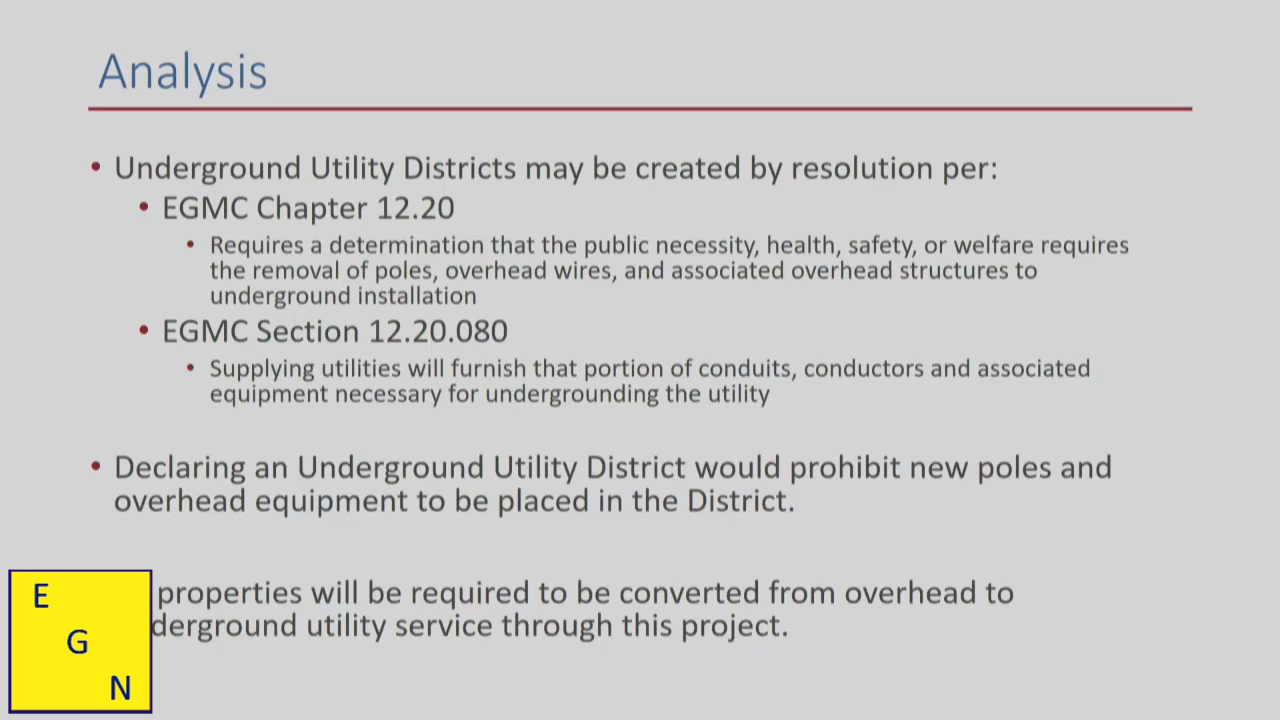 Analysis
• Underground Utility Districts may be created by resolution per:
• EGMC Chapter 12.20
• Requires a determination that the public necessity, health, safety, or welfare requires
the removal of poles, overhead wires, and associated overhead structures to
underground installation
• EGMC Section 12.20.080
• Supplying utilities will furnish that portion of conduits, conductors and associated
equipment necessary for undergrounding the utility
• Declaring an Underground Utility District would prohibit new poles and
overhead equipment to be placed in the District.
properties will be required to be converted from overhead to
derground utility service through this project.
E
G
N